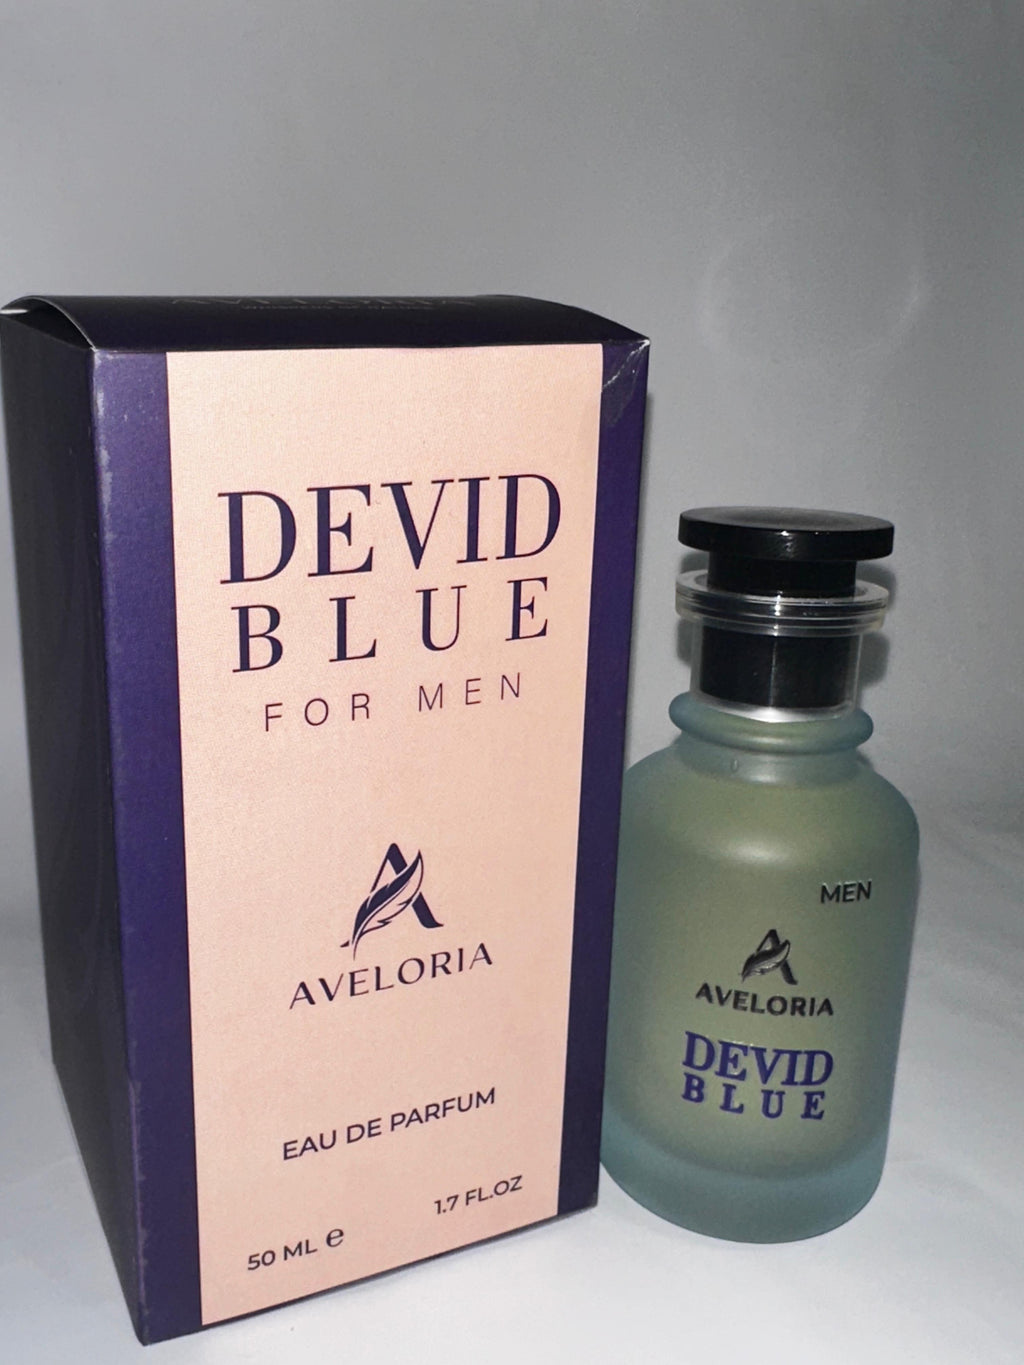 DEVID
BLUE
FOR MEN
AVELORIA
EAU DE PARFUM
50 ML e
1.7 FL.OZ
MEN
AVELORIA
DEVID
BLUE